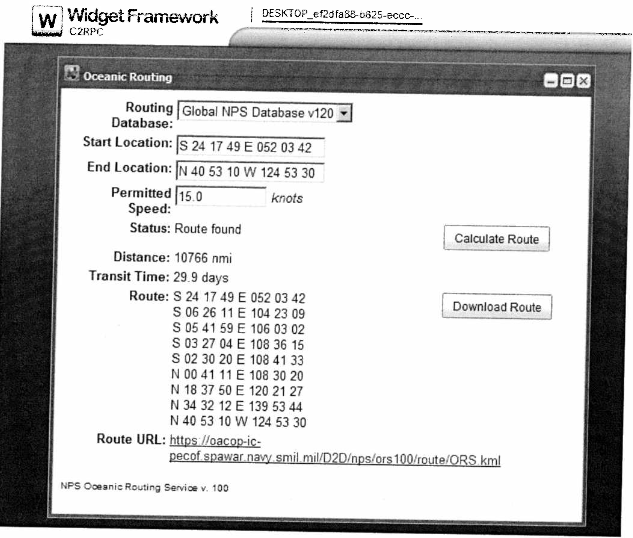 W Widget Framework
C2RPC
DESKTOP_ef2dfa88-b825-eccc-...
Oceanic Routing
Routing Database: Global NPS Database v120
Start Location: S 24 17 49 E 052 03 42
End Location: N 40 53 10 W 124 53 30
Permitted Speed: 15.0 knots
Status: Route found
Calculate Route
Distance: 10766 nmi
Transit Time: 29.9 days
Route: S 24 17 49 E 052 03 42
Download Route
S 06 26 11 E 104 23 09
S 05 41 59 E 106 03 02
S 03 27 04 E 108 36 15
S 02 30 20 E 108 41 33
N 00 41 11 E 108 30 20
N 18 37 50 E 120 21 27
N 34 32 12 E 139 53 44
N 40 53 10 W 124 53 30
Route URL: https://oacop-ic-
pecof.spawar.navy.smil.mil/D2D/nps/ors100/route/ORS.kml
NPS Oceanic Routing Service v. 100